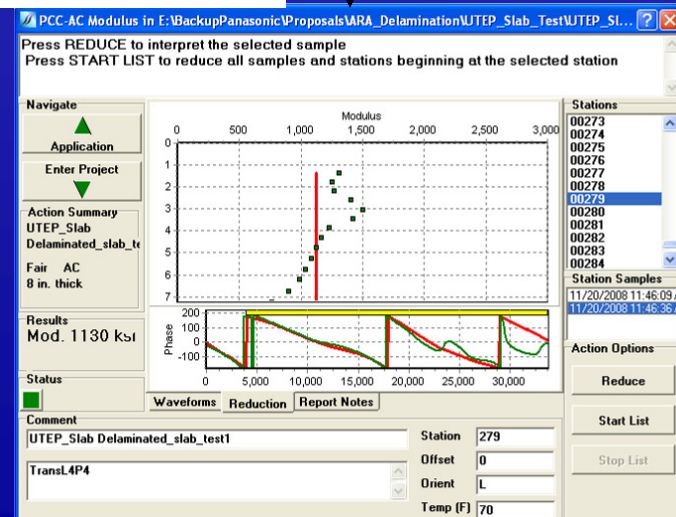 PCC-AC Modulus in E:\BackupPanasonic\Proposals\ARA_Delamination\UTEP_Slab_Test\UTEP_Sl...
Press REDUCE to interpret the selected sample
Press START LIST to reduce all samples and stations beginning at the selected station
Navigate
Application
Enter Project
Action Summary
UTEP_Slab
Delaminated_slab_te
Fair AC
8 in. thick
Results
Mod. 1130 ksi
Status
Modulus
0 500 1,000 1,500 2,000 2,500 3,000
0
1
2
3
4
5
6
7
Phase
200
100
0
-100
0 5,000 10,000 15,000 20,000 25,000 30,000
Waveforms Reduction Report Notes
Stations
00273
00274
00275
00276
00277
00278
00279
00280
00281
00282
00283
00284
Station Samples
11/20/2008 11:46:09
11/20/2008 11:46:36
Action Options
Reduce
Start List
Stop List
Comment
UTEP_Slab Delaminated_slab_test1
TransL4P4
Station 279
Offset 0
Orient L
Temp (F) 70